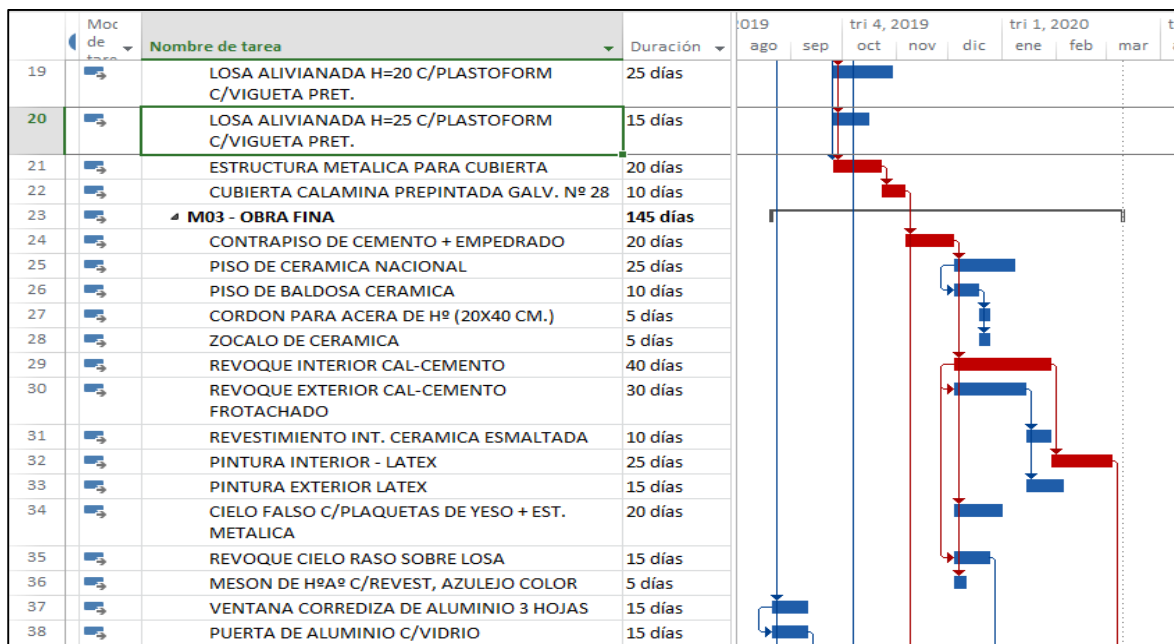 Moc
de
tare
Nombre de tarea
Duración
2019
tri 4, 2019
tri 1, 2020
t
ago
sep
oct
nov
dic
ene
feb
mar
19
LOSA ALIVIANADA H=20 C/PLASTOFORM
C/VIGUETA PRET.
25 días
20
LOSA ALIVIANADA H=25 C/PLASTOFORM
C/VIGUETA PRET.
15 días
21 ESTRUCTURA METALICA PARA CUBIERTA 20 días
22 CUBIERTA CALAMINA PREPINTADA GALV. Nº 28 10 días
23 M03 - OBRA FINA 145 días
24 CONTRAPISO DE CEMENTO + EMPEDRADO 20 días
25 PISO DE CERAMICA NACIONAL 25 días
26 PISO DE BALDOSA CERAMICA 10 días
27 CORDON PARA ACERA DE Hº (20X40 CM.) 5 días
28 ZOCALO DE CERAMICA 5 días
29 REVOQUE INTERIOR CAL-CEMENTO 40 días
30 REVOQUE EXTERIOR CAL-CEMENTO
FROTACHADO
30 días
31 REVESTIMIENTO INT. CERAMICA ESMALTADA 10 días
32 PINTURA INTERIOR - LATEX 25 días
33 PINTURA EXTERIOR LATEX 15 días
34 CIELO FALSO C/PLAQUETAS DE YESO + EST.
METALICA
20 días
35 REVOQUE CIELO RASO SOBRE LOSA 15 días
36 MESON DE HºAº C/REVEST, AZULEJO COLOR 5 días
37 VENTANA CORREDIZA DE ALUMINIO 3 HOJAS 15 días
38 PUERTA DE ALUMINIO C/VIDRIO 15 días